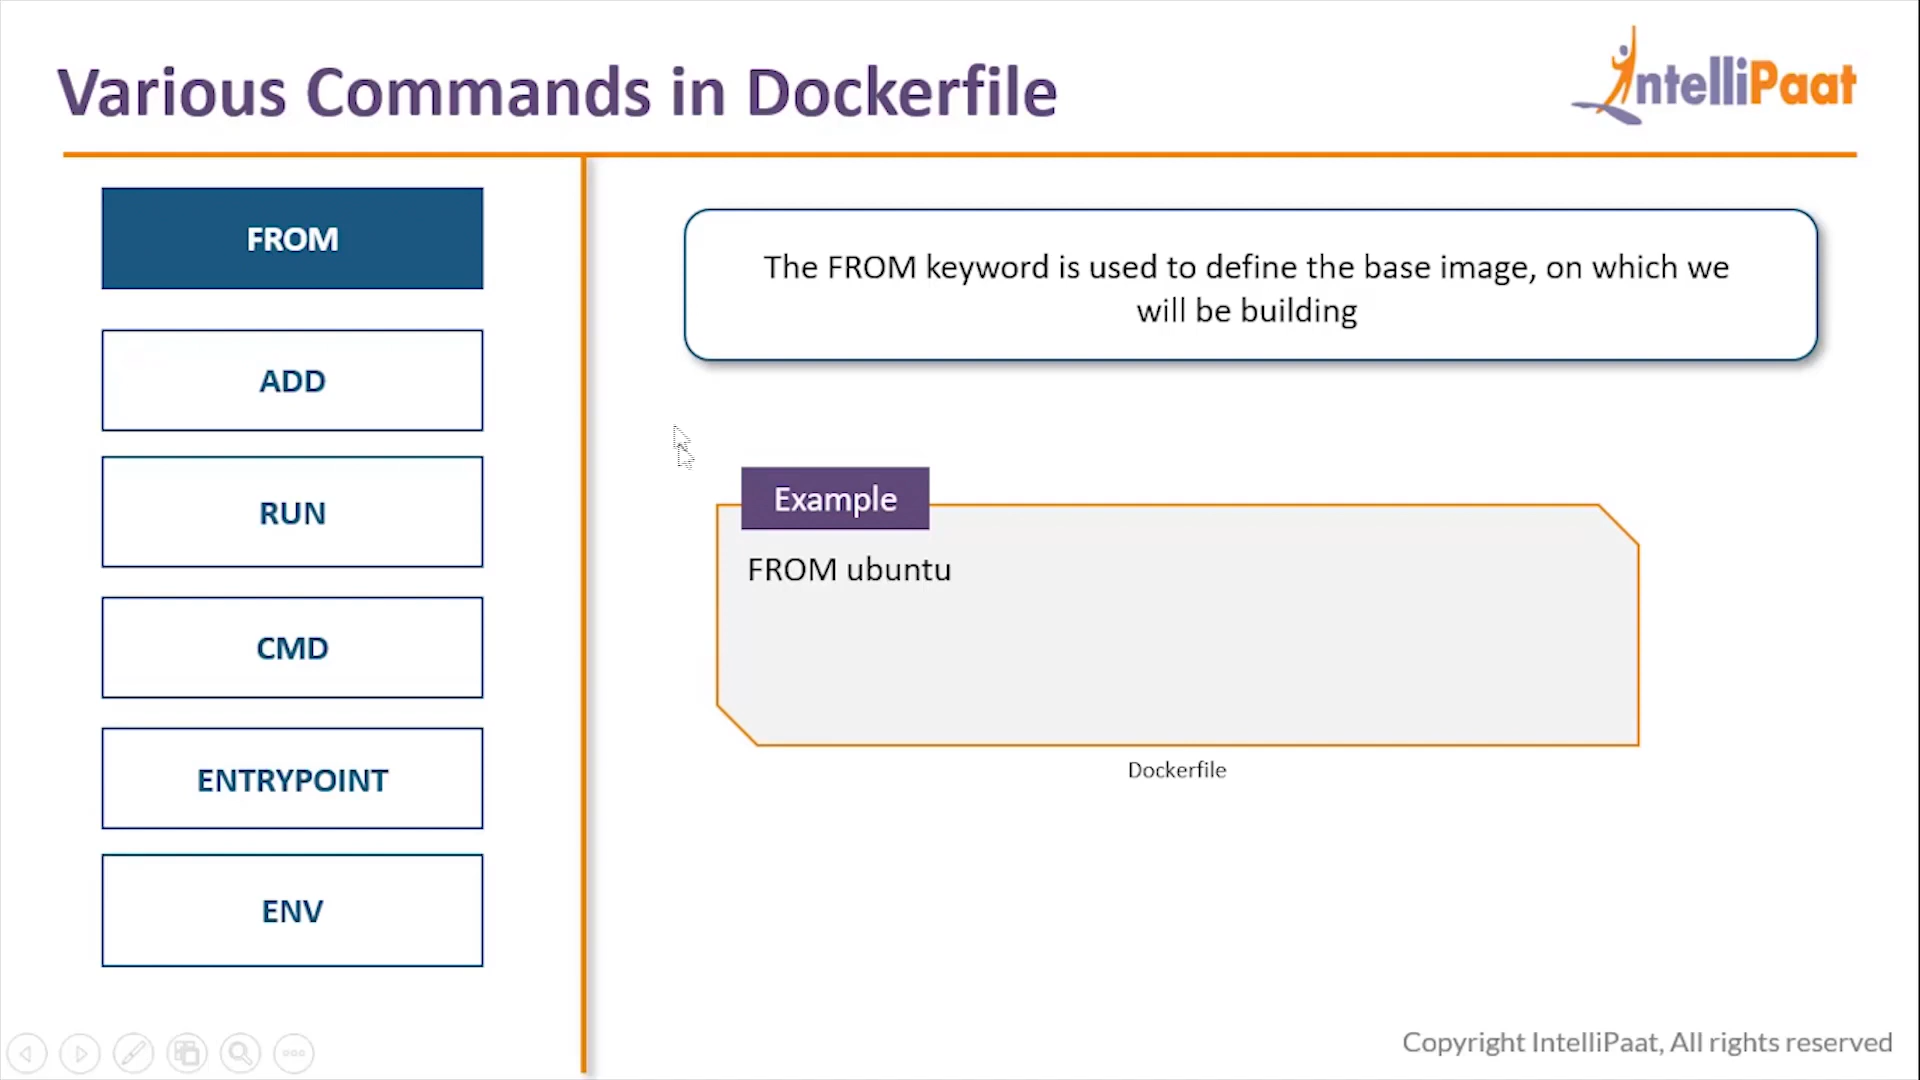 Various Commands in Dockerfile
IntelliPaat
FROM
ADD
RUN
CMD
ENTRYPOINT
ENV
The FROM keyword is used to define the base image, on which we
will be building
Example
FROM ubuntu
Dockerfile
Copyright IntelliPaat, All rights reserved